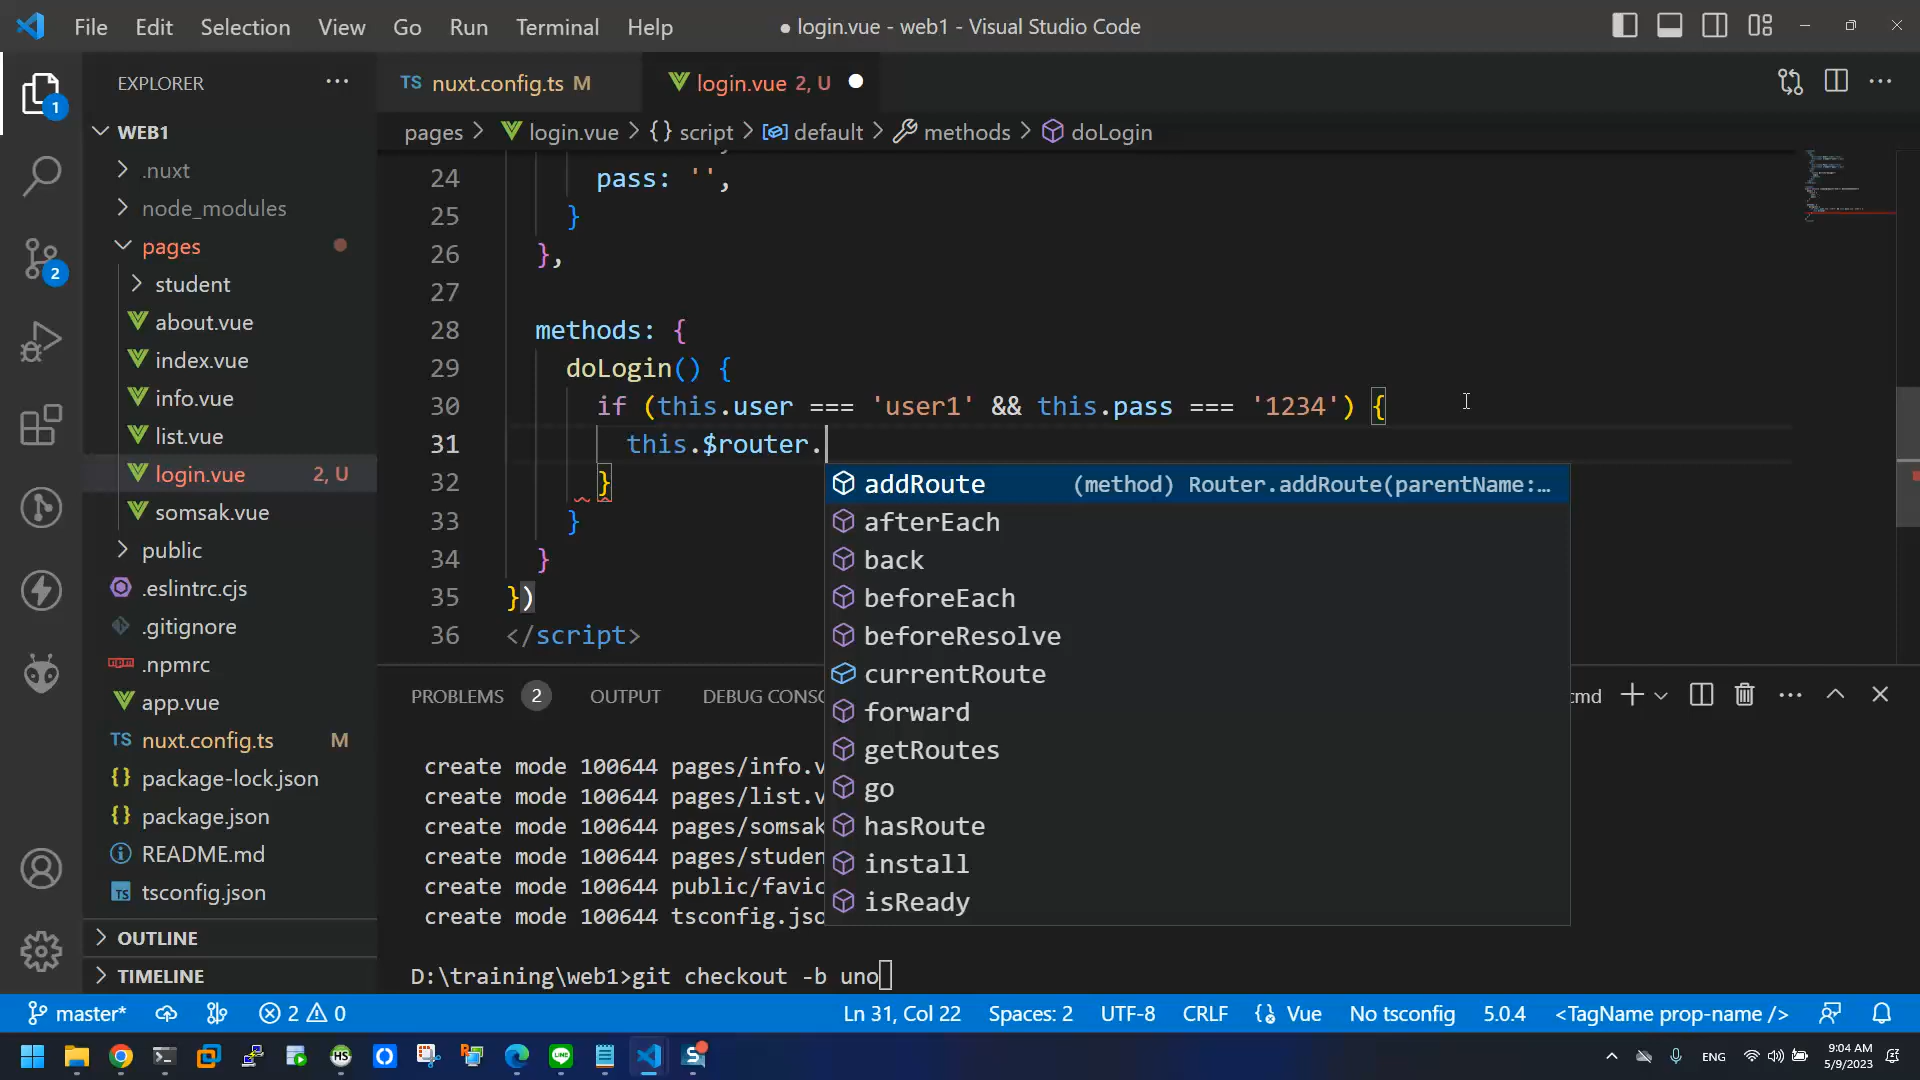 File Edit Selection View Go Run Terminal Help
● login.vue - web1 - Visual Studio Code
EXPLORER
WEB1
.nuxt
node_modules
pages
student
about.vue
index.vue
info.vue
list.vue
login.vue 2, U
somsak.vue
public
.eslintrc.cjs
.gitignore
.npmrc
app.vue
TS nuxt.config.ts M
{} package-lock.json
{} package.json
README.md
TS tsconfig.json
OUTLINE
TIMELINE
1
2
TS nuxt.config.ts M
login.vue 2, U ●
pages > login.vue > {} script > default > methods > doLogin
24 pass: '',
25 }
26 },
27
28 methods: {
29 doLogin() {
30 if (this.user === 'user1' && this.pass === '1234') {
31 this.$router.
32 }
33 }
34 }
35 })
36 </script>
addRoute (method) Router.addRoute(parentName:…
afterEach
back
beforeEach
beforeResolve
currentRoute
forward
getRoutes
go
hasRoute
install
isReady
PROBLEMS 2 OUTPUT DEBUG CONSO cmd
create mode 100644 pages/info.v
create mode 100644 pages/list.v
create mode 100644 pages/somsak
create mode 100644 pages/studen
create mode 100644 public/favic
create mode 100644 tsconfig.jso
D:\training\web1>git checkout -b uno
master* 2 0 Ln 31, Col 22 Spaces: 2 UTF-8 CRLF Vue No tsconfig 5.0.4 <TagName prop-name />
HS
LINE
S
ENG
9:04 AM
5/9/2023